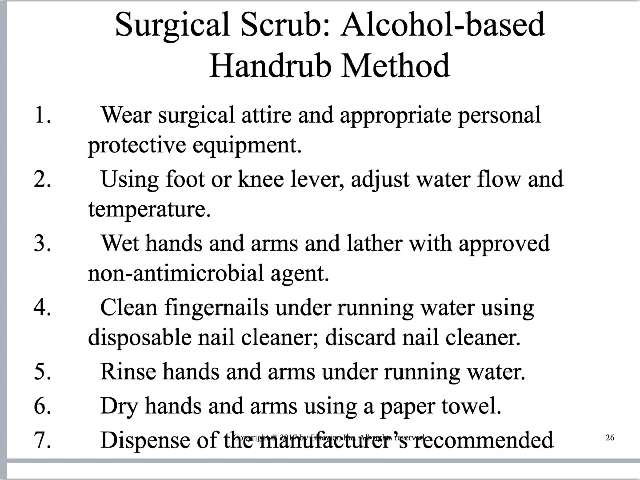 Surgical Scrub: Alcohol-based
Handrub Method
1. Wear surgical attire and appropriate personal
protective equipment.
2. Using foot or knee lever, adjust water flow and
temperature.
3. Wet hands and arms and lather with approved
non-antimicrobial agent.
4. Clean fingernails under running water using
disposable nail cleaner; discard nail cleaner.
5. Rinse hands and arms under running water.
6. Dry hands and arms using a paper towel.
7. Dispense of the manufacturer's recommended
26